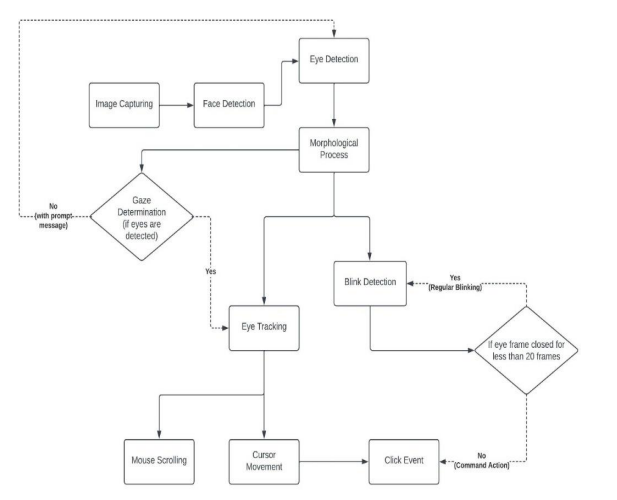 Eye Detection
Image Capturing
Face Detection
Morphological
Process
No
(with prompt
message)
Gaze
Determination
(if eyes are
detected)
Yes
Blink Detection
Yes
(Regular Blinking)
Eye Tracking
If eye frame closed for
less than 20 frames
Mouse Scrolling
Cursor
Movement
Click Event
No
(Command Action)